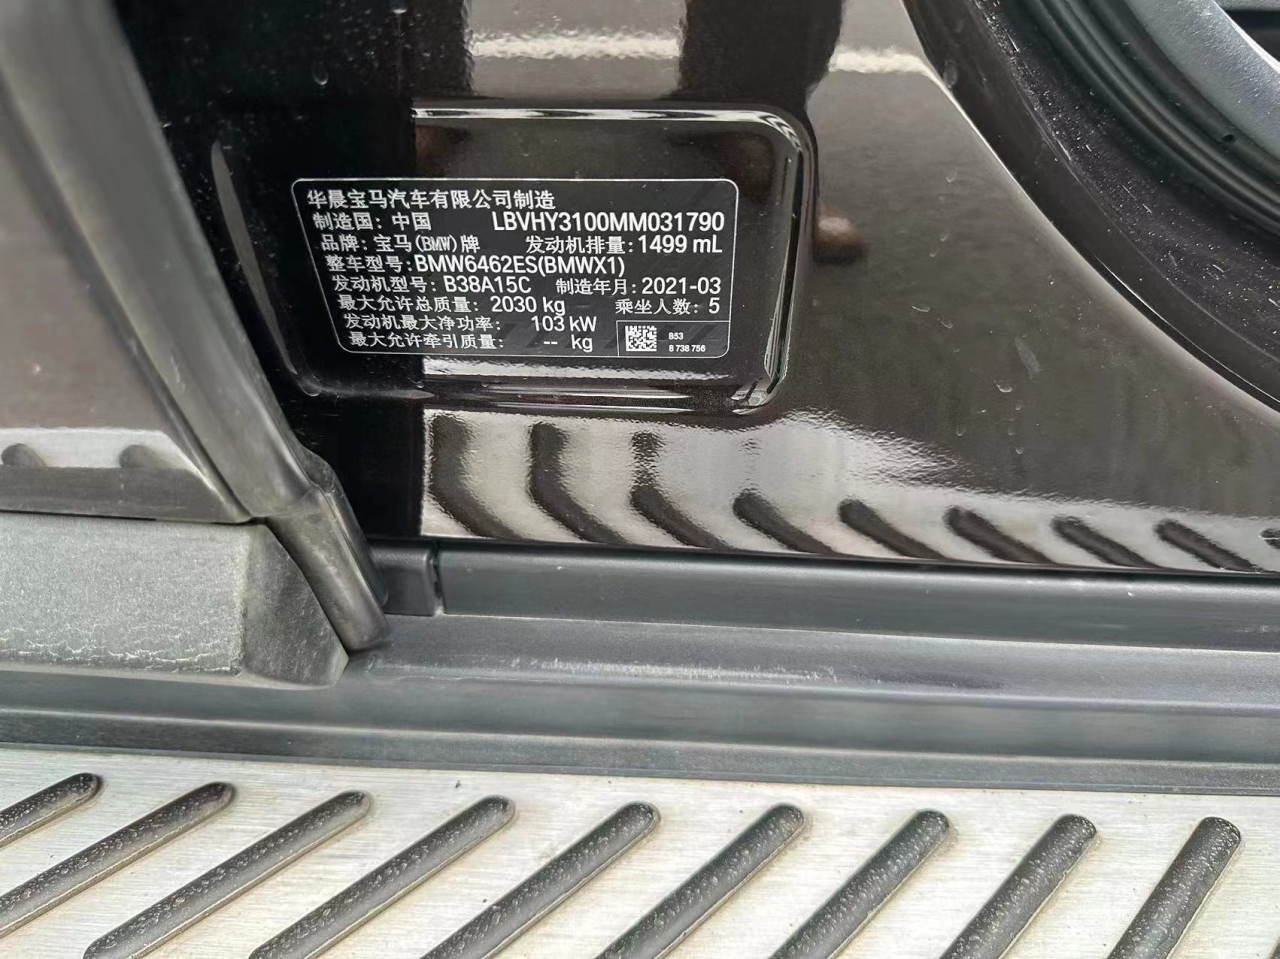 华晨宝马汽车有限公司制造
制造国：中国 LBVHY3100MM031790
品牌：宝马(BMW)牌 发动机排量：1499 mL
整车型号：BMW6462ES(BMWX1)
发动机型号：B38A15C 制造年月：2021-03
最大允许总质量：2030 kg 乘坐人数：5
发动机最大净功率：103 kW
最大允许牵引质量：-- kg
B53
8 738 756